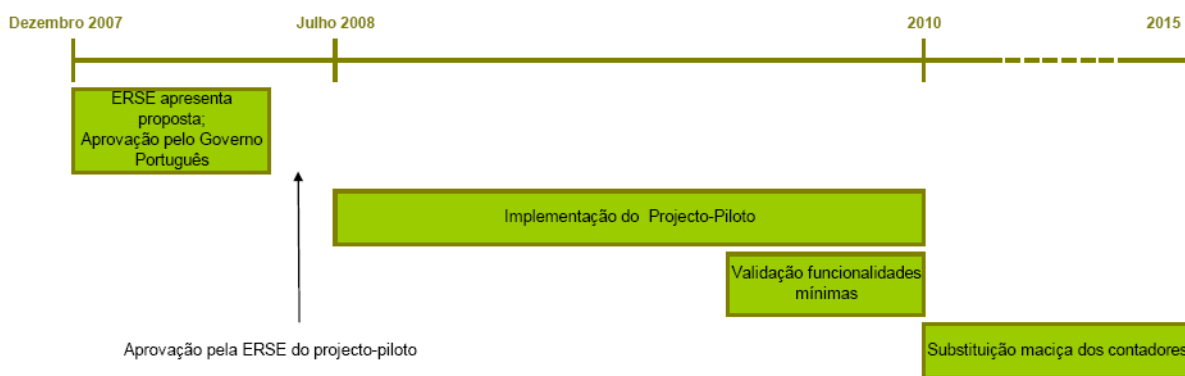 Dezembro 2007
Julho 2008
2010
2015
ERSE apresenta
proposta;
Aprovação pelo Governo
Português
Implementação do Projecto-Piloto
Validação funcionalidades
mínimas
Aprovação pela ERSE do projecto-piloto
Substituição maciça dos contadores